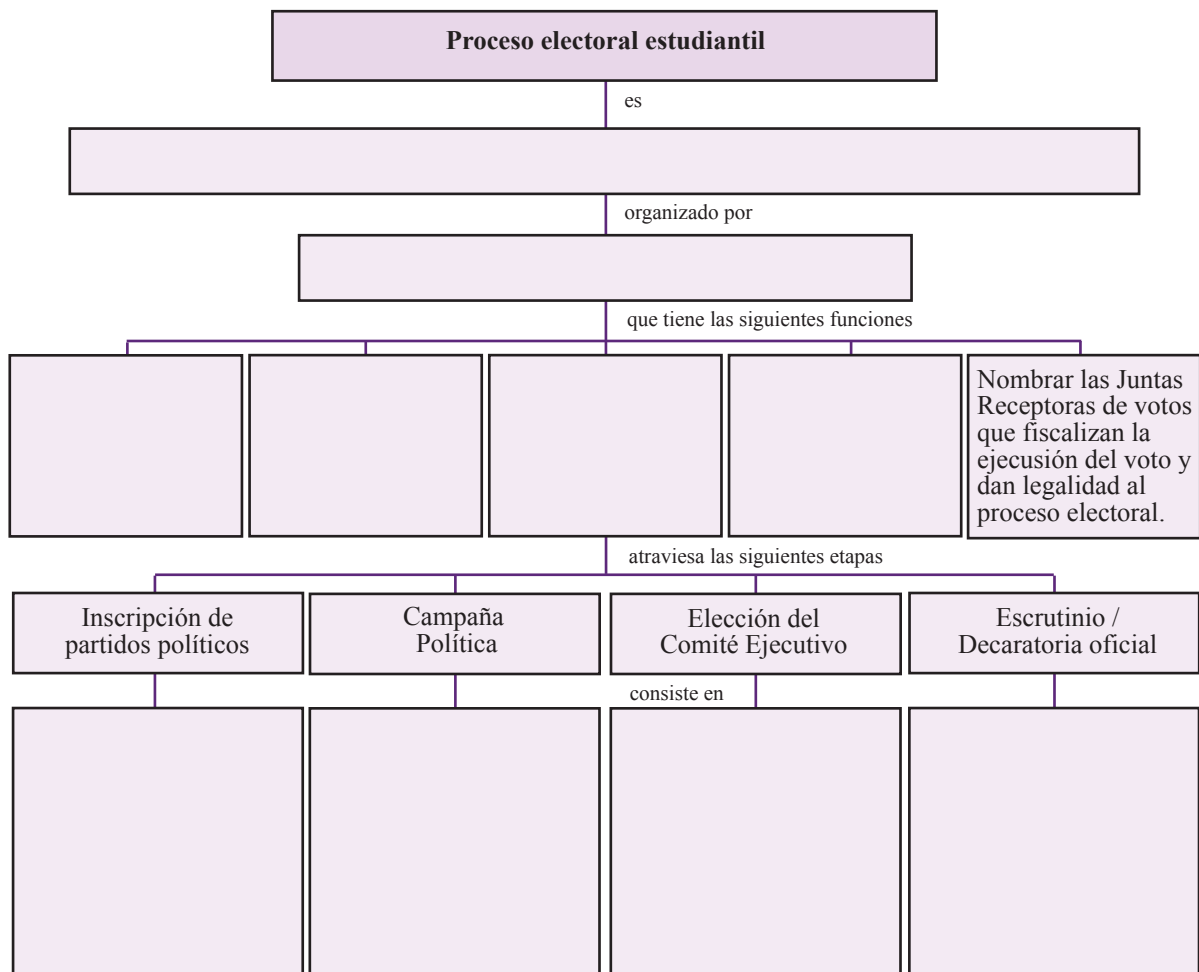 Proceso electoral estudiantil
es
organizado por
que tiene las siguientes funciones
Nombrar las Juntas
Receptoras de votos
que fiscalizan la
ejecusión del voto y
dan legalidad al
proceso electoral.
atraviesa las siguientes etapas
Inscripción de
partidos políticos
Campaña
Política
Elección del
Comité Ejecutivo
Escrutinio /
Decaratoria oficial
consiste en